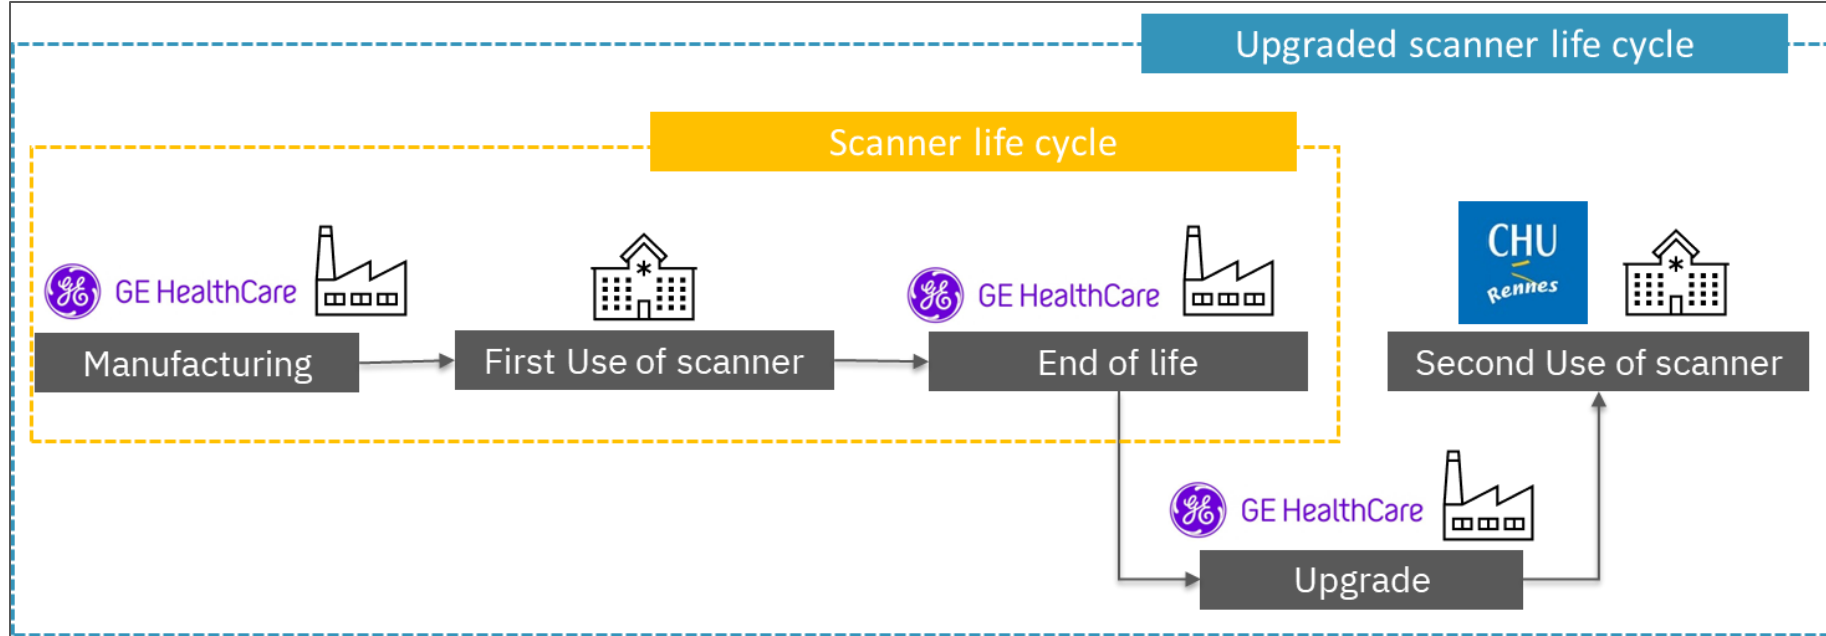 Upgraded scanner life cycle
Scanner life cycle
GE HealthCare
GE HealthCare
CHU
Rennes
Manufacturing
First Use of scanner
End of life
Second Use of scanner
GE HealthCare
Upgrade